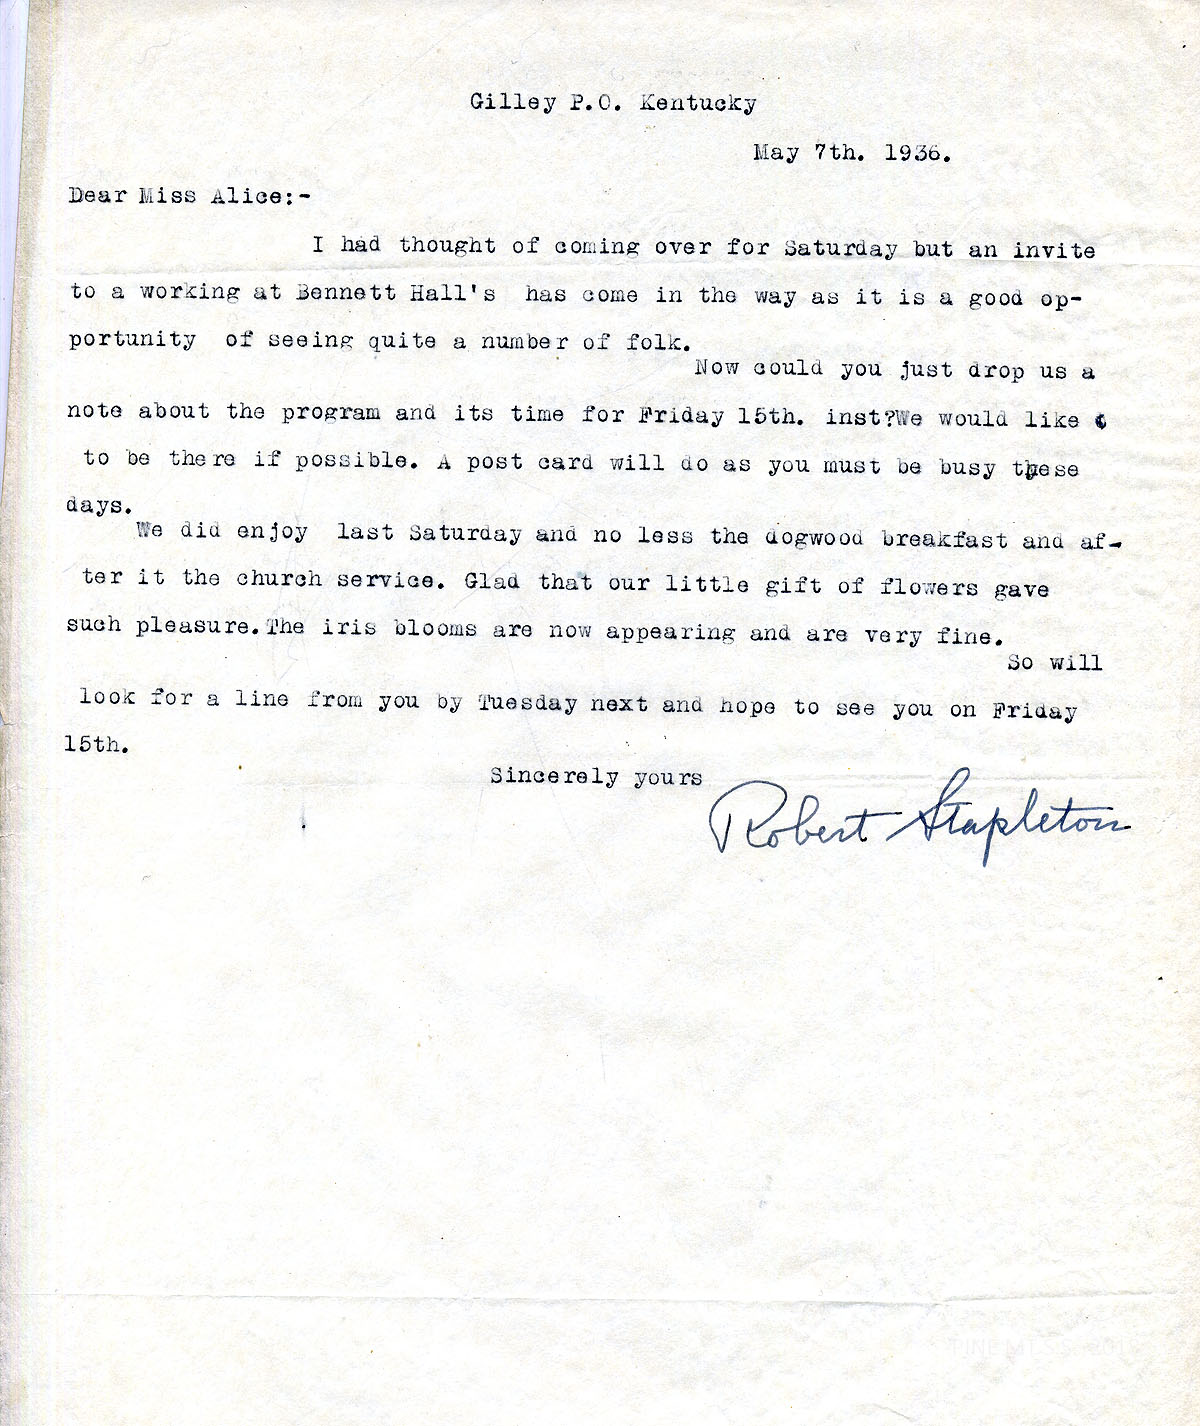 Gilley P.O. Kentucky
May 7th. 1936.
Dear Miss Alice:-
I had thought of coming over for Saturday but an invite
to a working at Bennett Hall's has come in the way as it is a good op-
portunity of seeing quite a number of folk.
Now could you just drop us a
note about the program and its time for Friday 15th. inst?We would like
to be there if possible. A post card will do as you must be busy these
days.
We did enjoy last Saturday and no less the dogwood breakfast and af-
ter it the church service. Glad that our little gift of flowers gave
such pleasure.The iris blooms are now appearing and are very fine.
So will
look for a line from you by Tuesday next and hope to see you on Friday
15th.
Sincerely yours
Robert Stapleton